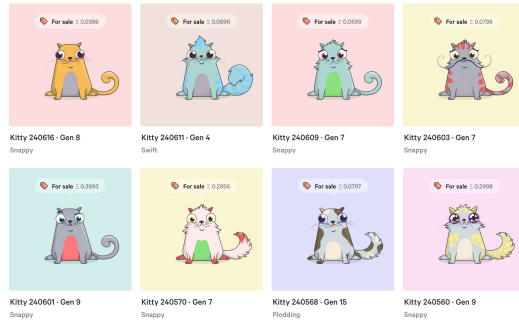 For sale Ξ 0.0396
For sale Ξ 0.0896
For sale Ξ 0.0599
For sale Ξ 0.0798
Kitty 240616 · Gen 8
Kitty 240611 · Gen 4
Kitty 240609 · Gen 7
Kitty 240603 · Gen 7
Snappy
Swift
Snappy
Snappy
For sale Ξ 0.3993
For sale Ξ 0.2956
For sale Ξ 0.0797
For sale Ξ 0.2998
Kitty 240601 · Gen 9
Kitty 240570 · Gen 7
Kitty 240568 · Gen 15
Kitty 240560 · Gen 9
Snappy
Snappy
Plodding
Snappy